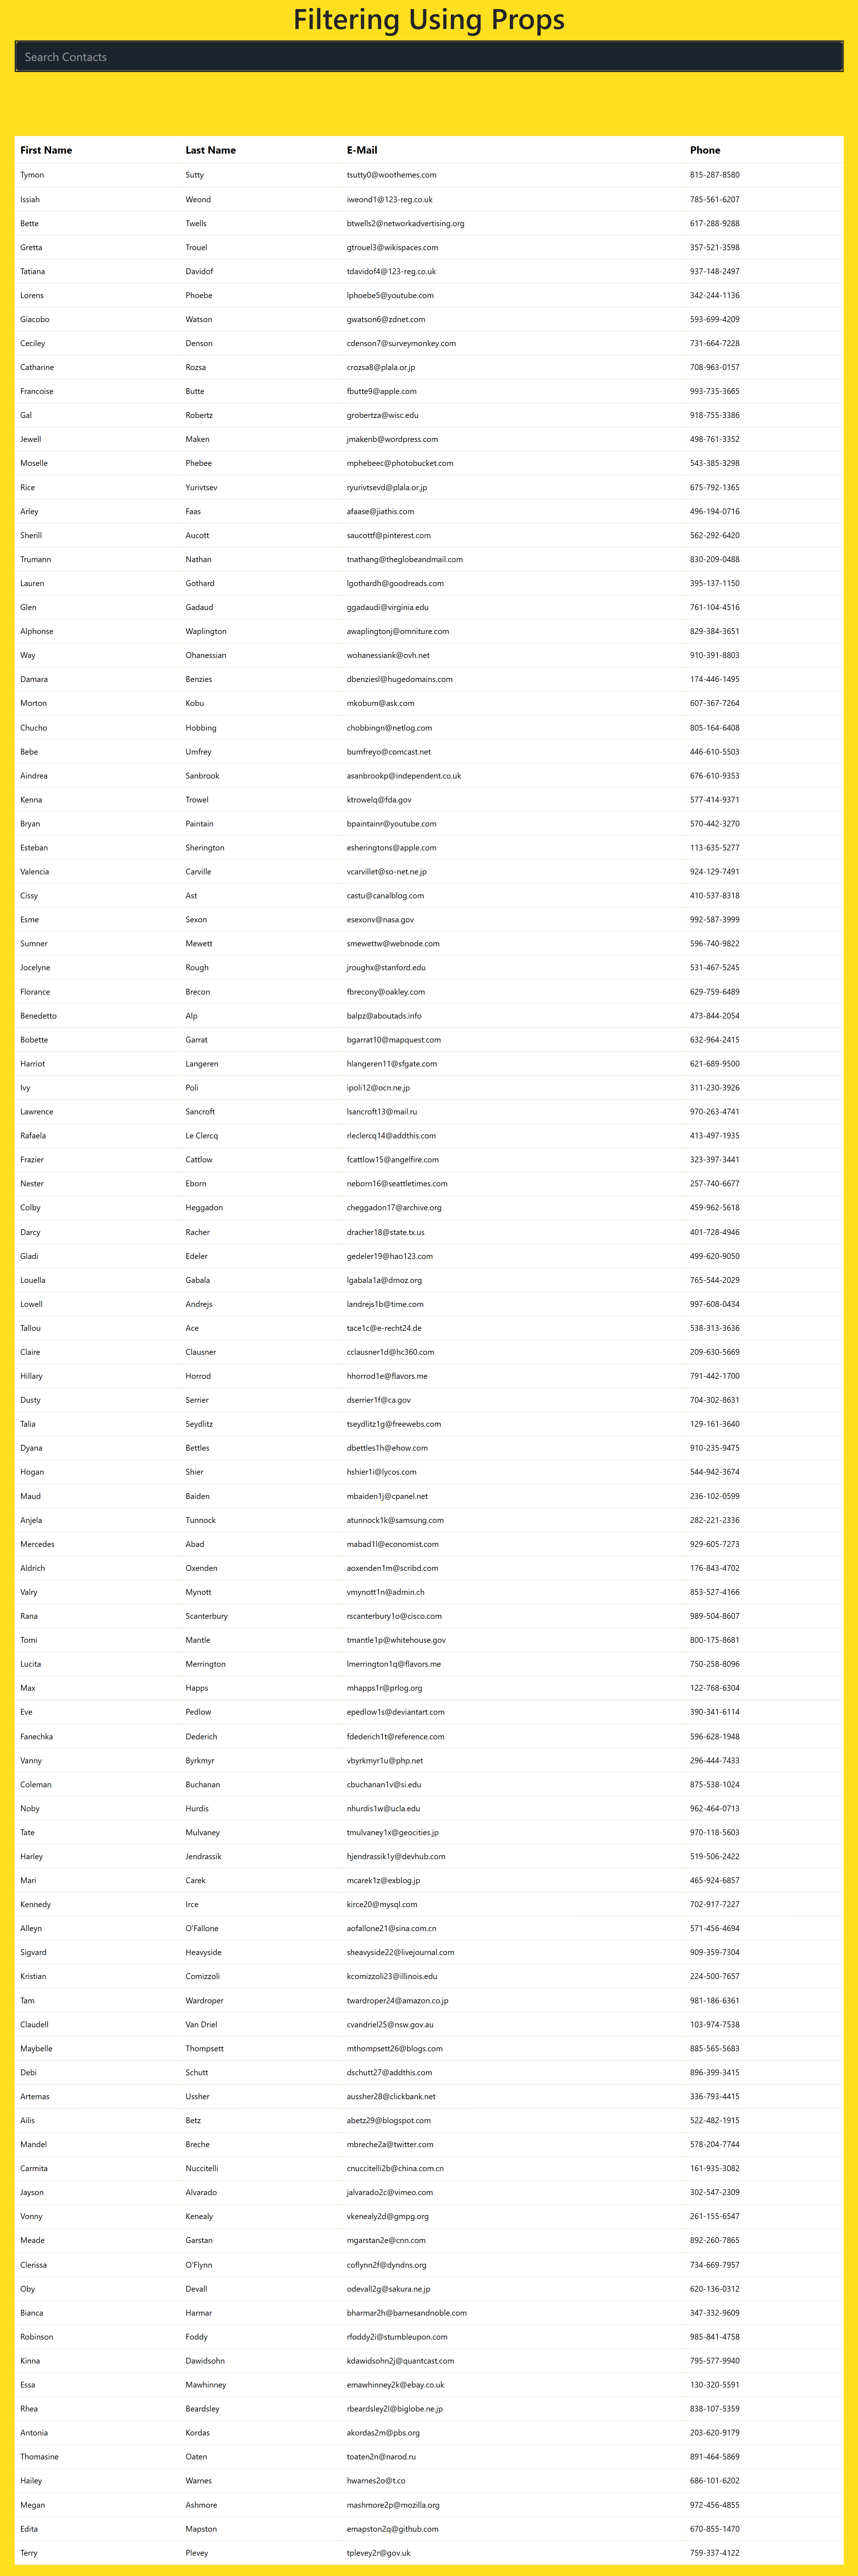 Filtering Using Props
Search Contacts
First Name Last Name E-Mail Phone
Tymon Sutty tsutty0@woothemes.com 815-287-8580
Issiah Weond iweond1@123-reg.co.uk 785-561-6207
Bette Twells btwells2@networkadvertising.org 617-288-9288
Gretta Trouel gtrouel3@wikispaces.com 357-521-3598
Tatiana Davidof tdavidof4@123-reg.co.uk 937-148-2497
Lorens Phoebe lphoebe5@youtube.com 342-244-1136
Giacobo Watson gwatson6@zdnet.com 593-699-4209
Ceciley Denson cdenson7@surveymonkey.com 731-664-7228
Catharine Rozsa crozsa8@plala.or.jp 708-963-0157
Francoise Butte fbutte9@apple.com 993-735-3665
Gal Robertz grobertza@wisc.edu 918-755-3386
Jewell Maken jmakenb@wordpress.com 498-761-3352
Moselle Phebee mphebeec@photobucket.com 543-385-3298
Rice Yurivtsev ryurivtsevd@plala.or.jp 675-792-1365
Arley Faas afaase@jiathis.com 496-194-0716
Sherill Aucott saucottf@pinterest.com 562-292-6420
Trumann Nathan tnathang@theglobeandmail.com 830-209-0488
Lauren Gothard lgothardh@goodreads.com 395-137-1150
Glen Gadaud ggadaudi@virginia.edu 761-104-4516
Alphonse Waplington awaplingtonj@omniture.com 829-384-3651
Way Ohanessian wohanessiank@ovh.net 910-391-8803
Damara Benzies dbenziesl@hugedomains.com 174-446-1495
Morton Kobu mkobum@ask.com 607-367-7264
Chucho Hobbing chobbingn@netlog.com 805-164-6408
Bebe Umfrey bumfreyo@comcast.net 446-610-5503
Aindrea Sanbrook asanbrookp@independent.co.uk 676-610-9353
Kenna Trowel ktrowelq@fda.gov 577-414-9371
Bryan Paintain bpaintainr@youtube.com 570-442-3270
Esteban Sherington esheringtons@apple.com 113-635-5277
Valencia Carville vcarvillet@so-net.ne.jp 924-129-7491
Cissy Ast castu@canalblog.com 410-537-8318
Esme Sexon esexonv@nasa.gov 992-587-3999
Sumner Mewett smewettw@webnode.com 596-740-9822
Jocelyne Rough jroughx@stanford.edu 531-467-5245
Florance Brecon fbrecony@oakley.com 629-759-6489
Benedetto Alp balpz@aboutads.info 473-844-2054
Bobette Garrat bgarrat10@mapquest.com 632-964-2415
Harriot Langeren hlangeren11@sfgate.com 621-689-9500
Ivy Poli ipoli12@ocn.ne.jp 311-230-3926
Lawrence Sancroft lsancroft13@mail.ru 970-263-4741
Rafaela Le Clercq rleclercq14@addthis.com 413-497-1935
Frazier Cattlow fcattlow15@angelfire.com 323-397-3441
Nester Eborn neborn16@seattletimes.com 257-740-6677
Colby Heggadon cheggadon17@archive.org 459-962-5618
Darcy Racher dracher18@state.tx.us 401-728-4946
Gladi Edeler gedeler19@hao123.com 499-620-9050
Louella Gabala lgabala1a@dmoz.org 765-544-2029
Lowell Andrejs landrejs1b@time.com 997-608-0434
Tallou Ace tace1c@e-recht24.de 538-313-3636
Claire Clausner cclausner1d@hc360.com 209-630-5669
Hillary Horrod hhorrod1e@flavors.me 791-442-1700
Dusty Serrier dserrier1f@ca.gov 704-302-8631
Talia Seydlitz tseydlitz1g@freewebs.com 129-161-3640
Dyana Bettles dbettles1h@ehow.com 910-235-9475
Hogan Shier hshier1i@lycos.com 544-942-3674
Maud Baiden mbaiden1j@cpanel.net 236-102-0599
Anjela Tunnock atunnock1k@samsung.com 282-221-2336
Mercedes Abad mabad1l@economist.com 929-605-7273
Aldrich Oxenden aoxenden1m@scribd.com 176-843-4702
Valry Mynott vmynott1n@admin.ch 853-527-4166
Rana Scanterbury rscanterbury1o@cisco.com 989-504-8607
Tomi Mantle tmantle1p@whitehouse.gov 800-175-8681
Lucita Merrington lmerrington1q@flavors.me 750-258-8096
Max Happs mhapps1r@prlog.org 122-768-6304
Eve Pedlow epedlow1s@deviantart.com 390-341-6114
Fanechka Dederich fdederich1t@reference.com 596-628-1948
Vanny Byrkmyr vbyrkmyr1u@php.net 296-444-7433
Coleman Buchanan cbuchanan1v@si.edu 875-538-1024
Noby Hurdis nhurdis1w@ucla.edu 962-464-0713
Tate Mulvaney tmulvaney1x@geocities.jp 970-118-5603
Harley Jendrassik hjendrassik1y@devhub.com 519-506-2422
Mari Carek mcarek1z@exblog.jp 465-924-6857
Kennedy Irce kirce20@mysql.com 702-917-7227
Alleyn O'Fallone aofallone21@sina.com.cn 571-456-4694
Sigvard Heavyside sheavyside22@livejournal.com 909-359-7304
Kristian Comizzoli kcomizzoli23@illinois.edu 224-500-7657
Tam Wardroper twardroper24@amazon.co.jp 981-186-6361
Claudell Van Driel cvandriel25@nsw.gov.au 103-974-7538
Maybelle Thompsett mthompsett26@blogs.com 885-565-5683
Debi Schutt dschutt27@addthis.com 896-399-3415
Artemas Ussher aussher28@clickbank.net 336-793-4415
Ailis Betz abetz29@blogspot.com 522-482-1915
Mandel Breche mbreche2a@twitter.com 578-204-7744
Carmita Nuccitelli cnuccitelli2b@china.com.cn 161-935-3082
Jayson Alvarado jalvarado2c@vimeo.com 302-547-2309
Vonny Kenealy vkenealy2d@gmpg.org 261-155-6547
Meade Garstan mgarstan2e@cnn.com 892-260-7865
Clerissa O'Flynn coflynn2f@dyndns.org 734-669-7957
Oby Devall odevall2g@sakura.ne.jp 620-136-0312
Bianca Harmar bharmar2h@barnesandnoble.com 347-332-9609
Robinson Foddy rfoddy2i@stumbleupon.com 985-841-4758
Kinna Dawidsohn kdawidsohn2j@quantcast.com 795-577-9940
Essa Mawhinney emawhinney2k@ebay.co.uk 130-320-5591
Rhea Beardsley rbeardsley2l@biglobe.ne.jp 838-107-5359
Antonia Kordas akordas2m@pbs.org 203-620-9179
Thomasine Oaten toaten2n@narod.ru 891-464-5869
Hailey Warnes hwarnes2o@t.co 686-101-6202
Megan Ashmore mashmore2p@mozilla.org 972-456-4855
Edita Mapston emapston2q@github.com 670-855-1470
Terry Plevey tplevey2r@gov.uk 759-337-4122